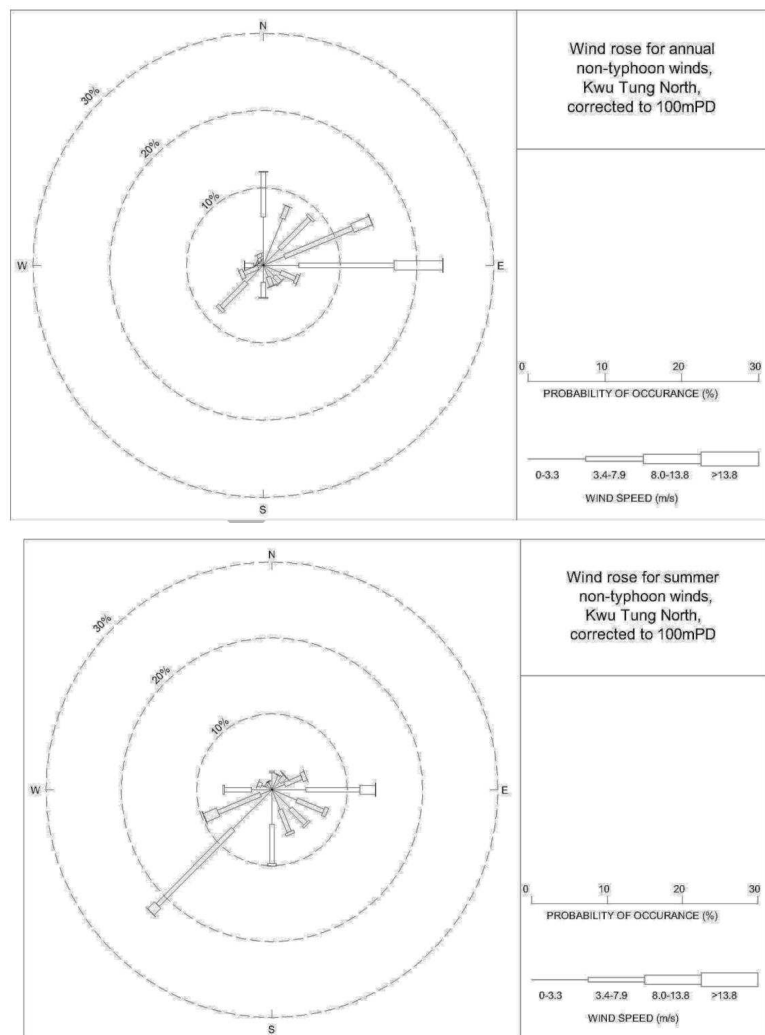 N
30%
20%
10%
W
E
S
Wind rose for annual
non-typhoon winds,
Kwu Tung North,
corrected to 100mPD
0 10 20 30
PROBABILITY OF OCCURANCE (%)
0-3.3 3.4-7.9 8.0-13.8 >13.8
WIND SPEED (m/s)
N
30%
20%
10%
W
E
S
Wind rose for summer
non-typhoon winds,
Kwu Tung North,
corrected to 100mPD
0 10 20 30
PROBABILITY OF OCCURANCE (%)
0-3.3 3.4-7.9 8.0-13.8 >13.8
WIND SPEED (m/s)